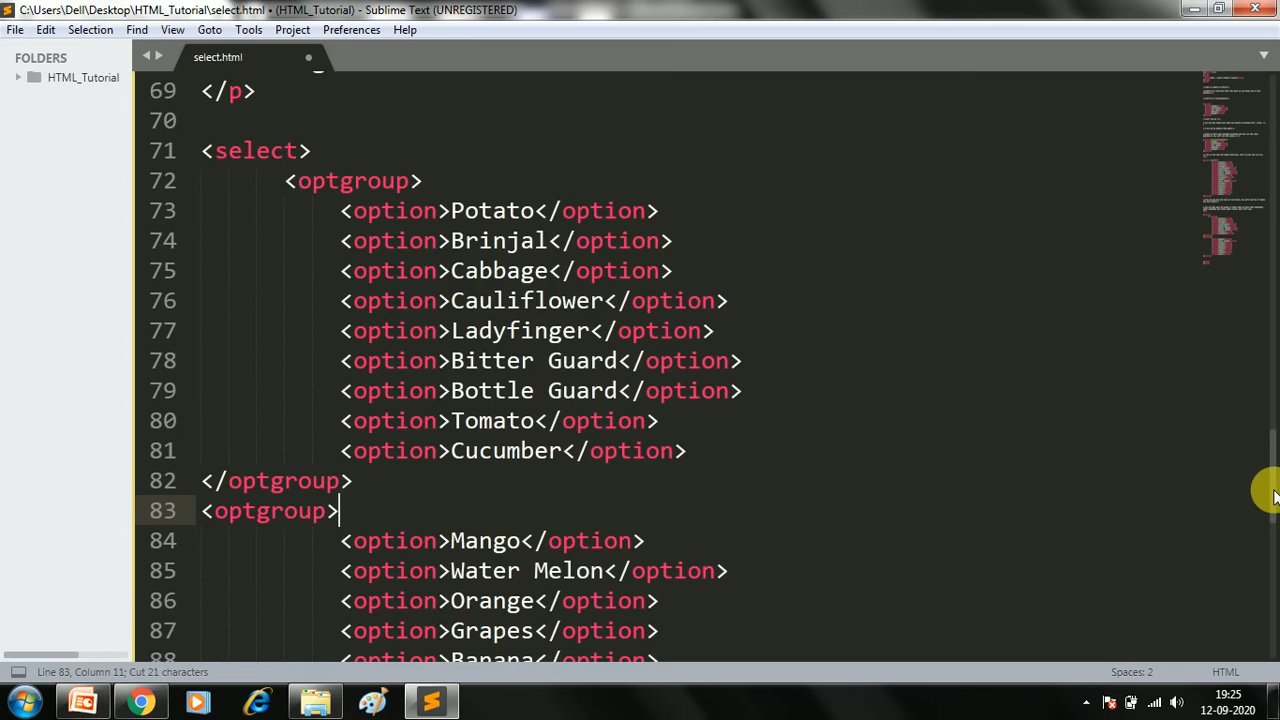 C:\Users\Dell\Desktop\HTML_Tutorial\select.html • (HTML_Tutorial) - Sublime Text (UNREGISTERED)
File Edit Selection Find View Goto Tools Project Preferences Help
FOLDERS
HTML_Tutorial
select.html
69 </p>
70
71 <select>
72 <optgroup>
73 <option>Potato</option>
74 <option>Brinjal</option>
75 <option>Cabbage</option>
76 <option>Cauliflower</option>
77 <option>Ladyfinger</option>
78 <option>Bitter Guard</option>
79 <option>Bottle Guard</option>
80 <option>Tomato</option>
81 <option>Cucumber</option>
82 </optgroup>
83 <optgroup>
84 <option>Mango</option>
85 <option>Water Melon</option>
86 <option>Orange</option>
87 <option>Grapes</option>
88 <option>Banana</option>
Line 83, Column 11; Cut 21 characters
Spaces: 2
HTML
19:25
12-09-2020